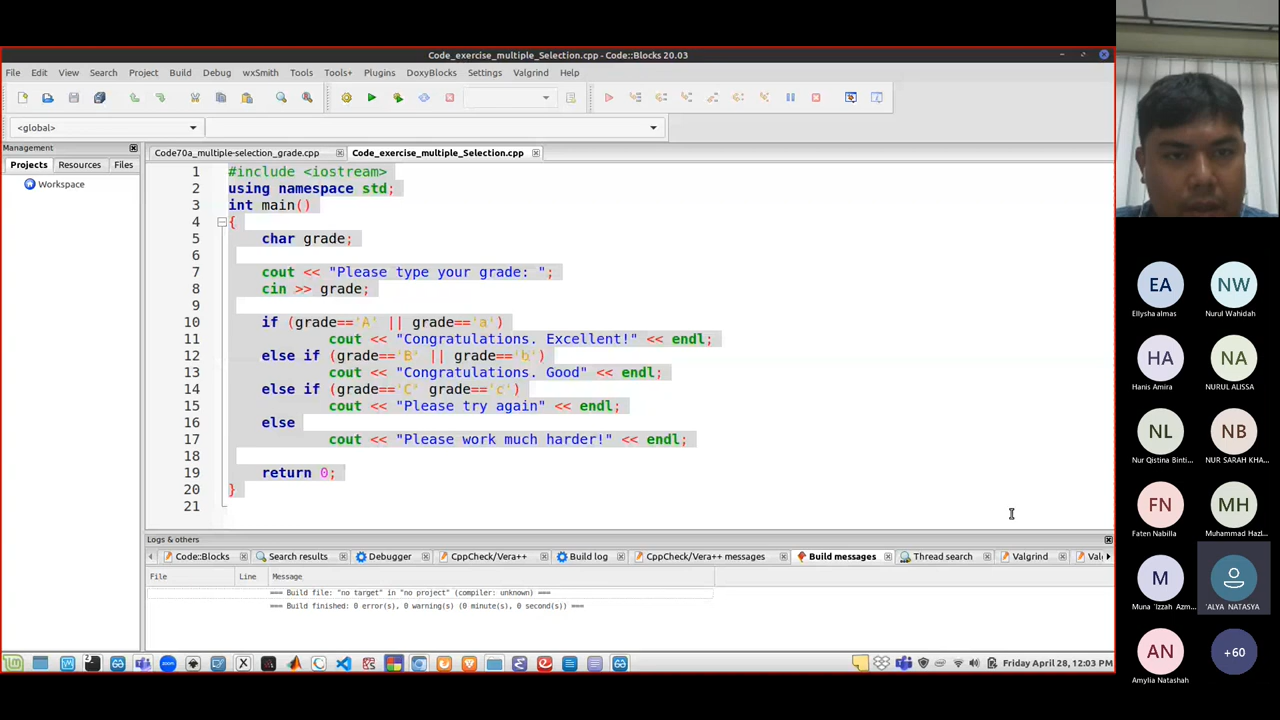 Code_exercise_multiple_Selection.cpp - Code::Blocks 20.03
File Edit View Search Project Build Debug wxSmith Tools Tools+ Plugins DoxyBlocks Settings Valgrind Help
<global>
Management
Projects Resources Files
Workspace
Code70a_multiple-selection_grade.cpp Code_exercise_multiple_Selection.cpp
1 #include <iostream>
2 using namespace std;
3 int main()
4 {
5 char grade;
6
7 cout << "Please type your grade: ";
8 cin >> grade;
9
10 if (grade=='A' || grade=='a')
11 cout << "Congratulations. Excellent!" << endl;
12 else if (grade=='B' || grade=='b')
13 cout << "Congratulations. Good" << endl;
14 else if (grade=='C' grade=='c')
15 cout << "Please try again" << endl;
16 else
17 cout << "Please work much harder!" << endl;
18
19 return 0;
20 }
21
Logs & others
Code::Blocks Search results Debugger CppCheck/Vera++ Build log CppCheck/Vera++ messages Build messages Thread search Valgrind Val
File Line Message
=== Build file: "no target" in "no project" (compiler: unknown) ===
=== Build finished: 0 error(s), 0 warning(s) (0 minute(s), 0 second(s)) ===
Friday April 28, 12:03 PM
EA NW
Ellysha almas Nurul Wahidah
HA NA
Hanis Amira NURUL ALISSA
NL NB
Nur Qistina Binti... NUR SARAH KHA...
FN MH
Faten Nabilla Muhammad Hazi...
M
Muna 'Izzah Azm... 'ALYA NATASYA
AN +60
Amylia Natashah